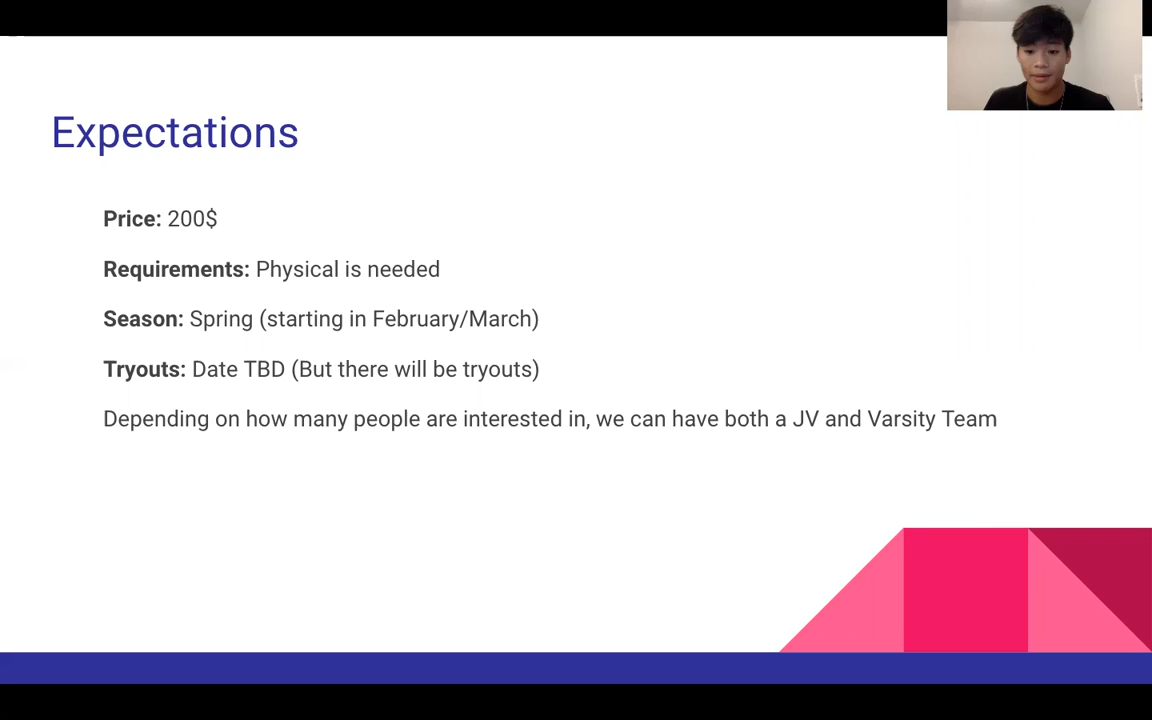 Expectations
Price: 200$
Requirements: Physical is needed
Season: Spring (starting in February/March)
Tryouts: Date TBD (But there will be tryouts)
Depending on how many people are interested in, we can have both a JV and Varsity Team